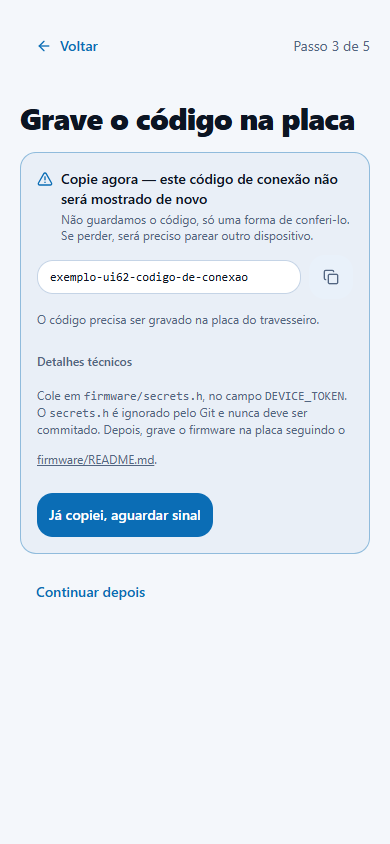 Voltar
Passo 3 de 5
Grave o código na placa
Copie agora — este código de conexão não
será mostrado de novo
Não guardamos o código, só uma forma de conferi-lo.
Se perder, será preciso parear outro dispositivo.
exemplo-ui62-codigo-de-conexao
O código precisa ser gravado na placa do travesseiro.
Detalhes técnicos
Cole em firmware/secrets.h, no campo DEVICE_TOKEN.
O secrets.h é ignorado pelo Git e nunca deve ser
commitado. Depois, grave o firmware na placa seguindo o
firmware/README.md.
Já copiei, aguardar sinal
Continuar depois